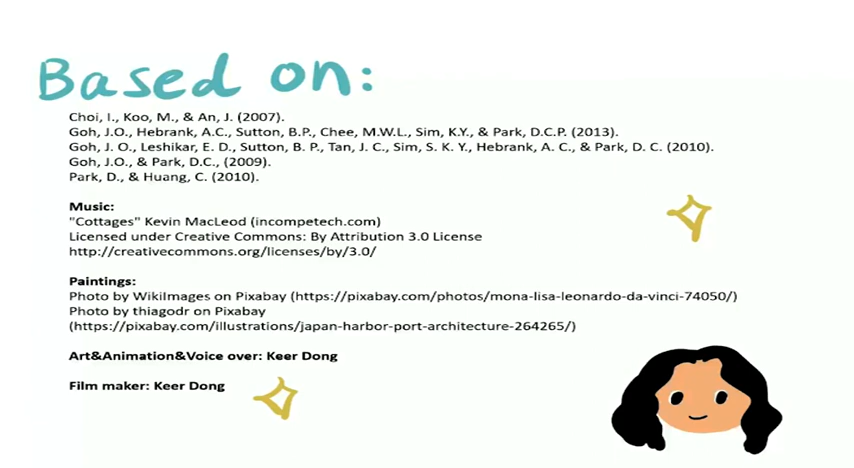 Based on:
Choi, I., Koo, M., & An, J. (2007).
Goh, J.O., Hebrank, A.C., Sutton, B.P., Chee, M.W.L., Sim, K.Y., & Park, D.C.P. (2013).
Goh, J. O., Leshikar, E. D., Sutton, B. P., Tan, J. C., Sim, S. K. Y., Hebrank, A. C., & Park, D. C. (2010).
Goh, J.O., & Park, D.C., (2009).
Park, D., & Huang, C. (2010).
Music:
"Cottages" Kevin MacLeod (incompetech.com)
Licensed under Creative Commons: By Attribution 3.0 License
http://creativecommons.org/licenses/by/3.0/
Paintings:
Photo by WikiImages on Pixabay (https://pixabay.com/photos/mona-lisa-leonardo-da-vinci-74050/)
Photo by thiagodr on Pixabay
(https://pixabay.com/illustrations/japan-harbor-port-architecture-264265/)
Art&Animation&Voice over: Keer Dong
Film maker: Keer Dong